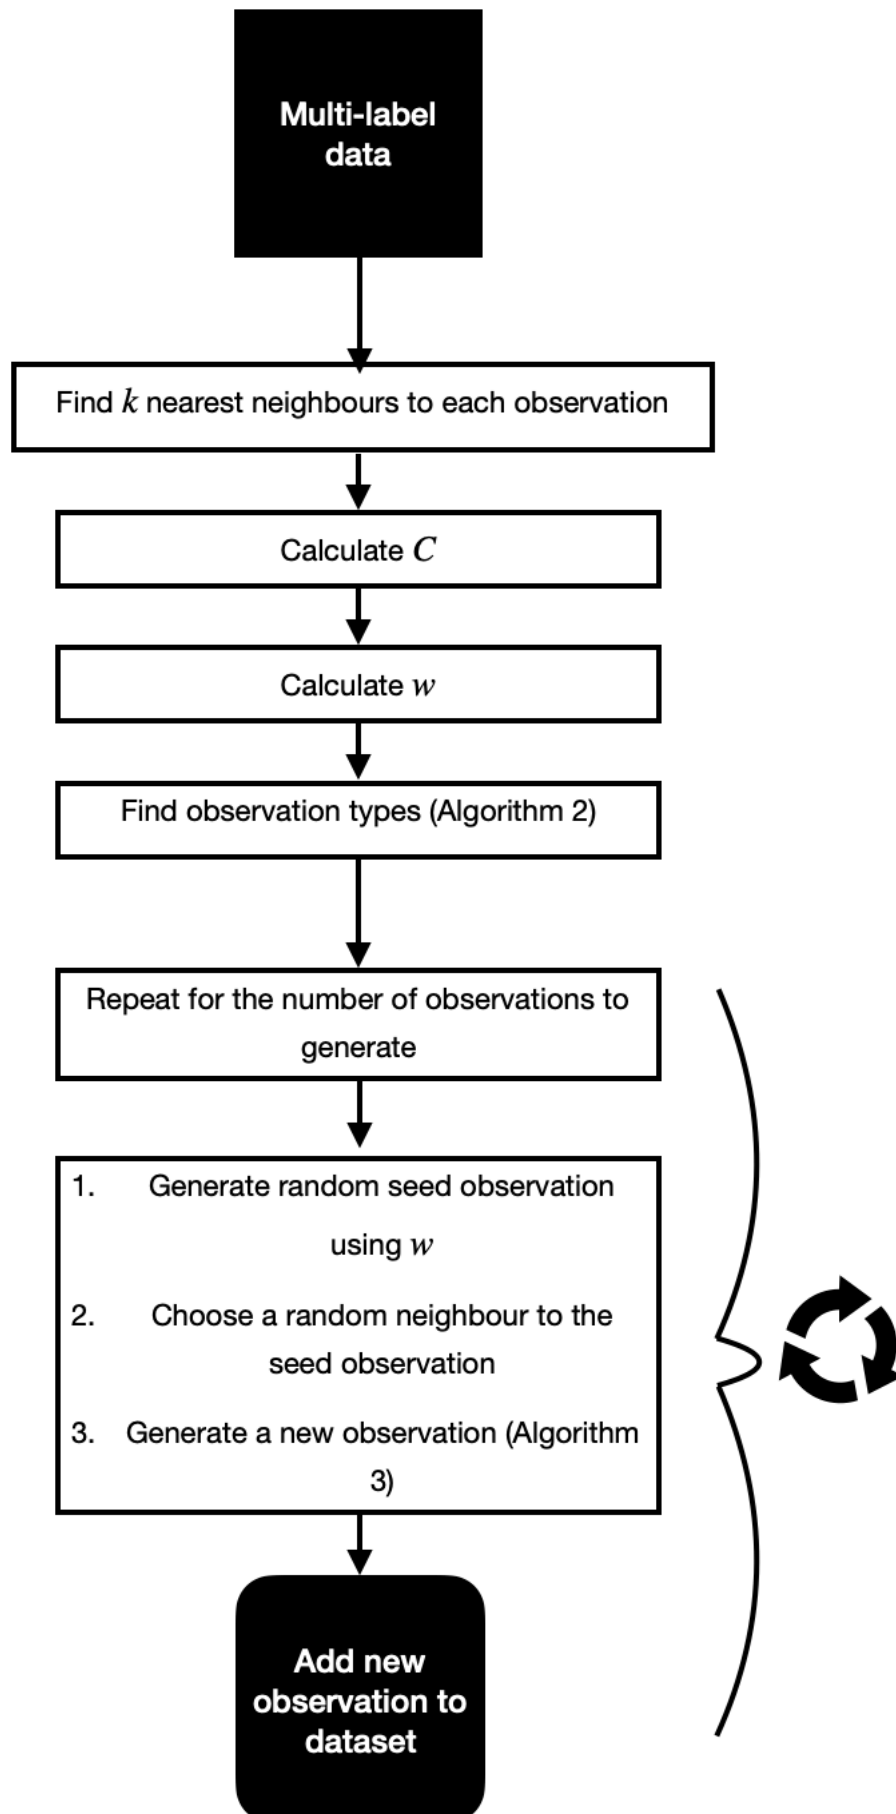 Multi-label
data
Find k nearest neighbours to each observation
Calculate C
Calculate w
Find observation types (Algorithm 2)
Repeat for the number of observations to
generate
1. Generate random seed observation
using w
2. Choose a random neighbour to the
seed observation
3. Generate a new observation (Algorithm
3)
Add new
observation to
dataset